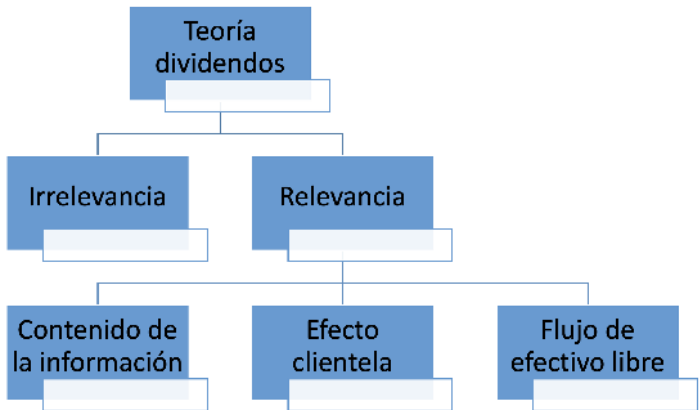 Teoría
dividendos
Irrelevancia
Relevancia
Contenido de
la información
Efecto
clientela
Flujo de
efectivo libre